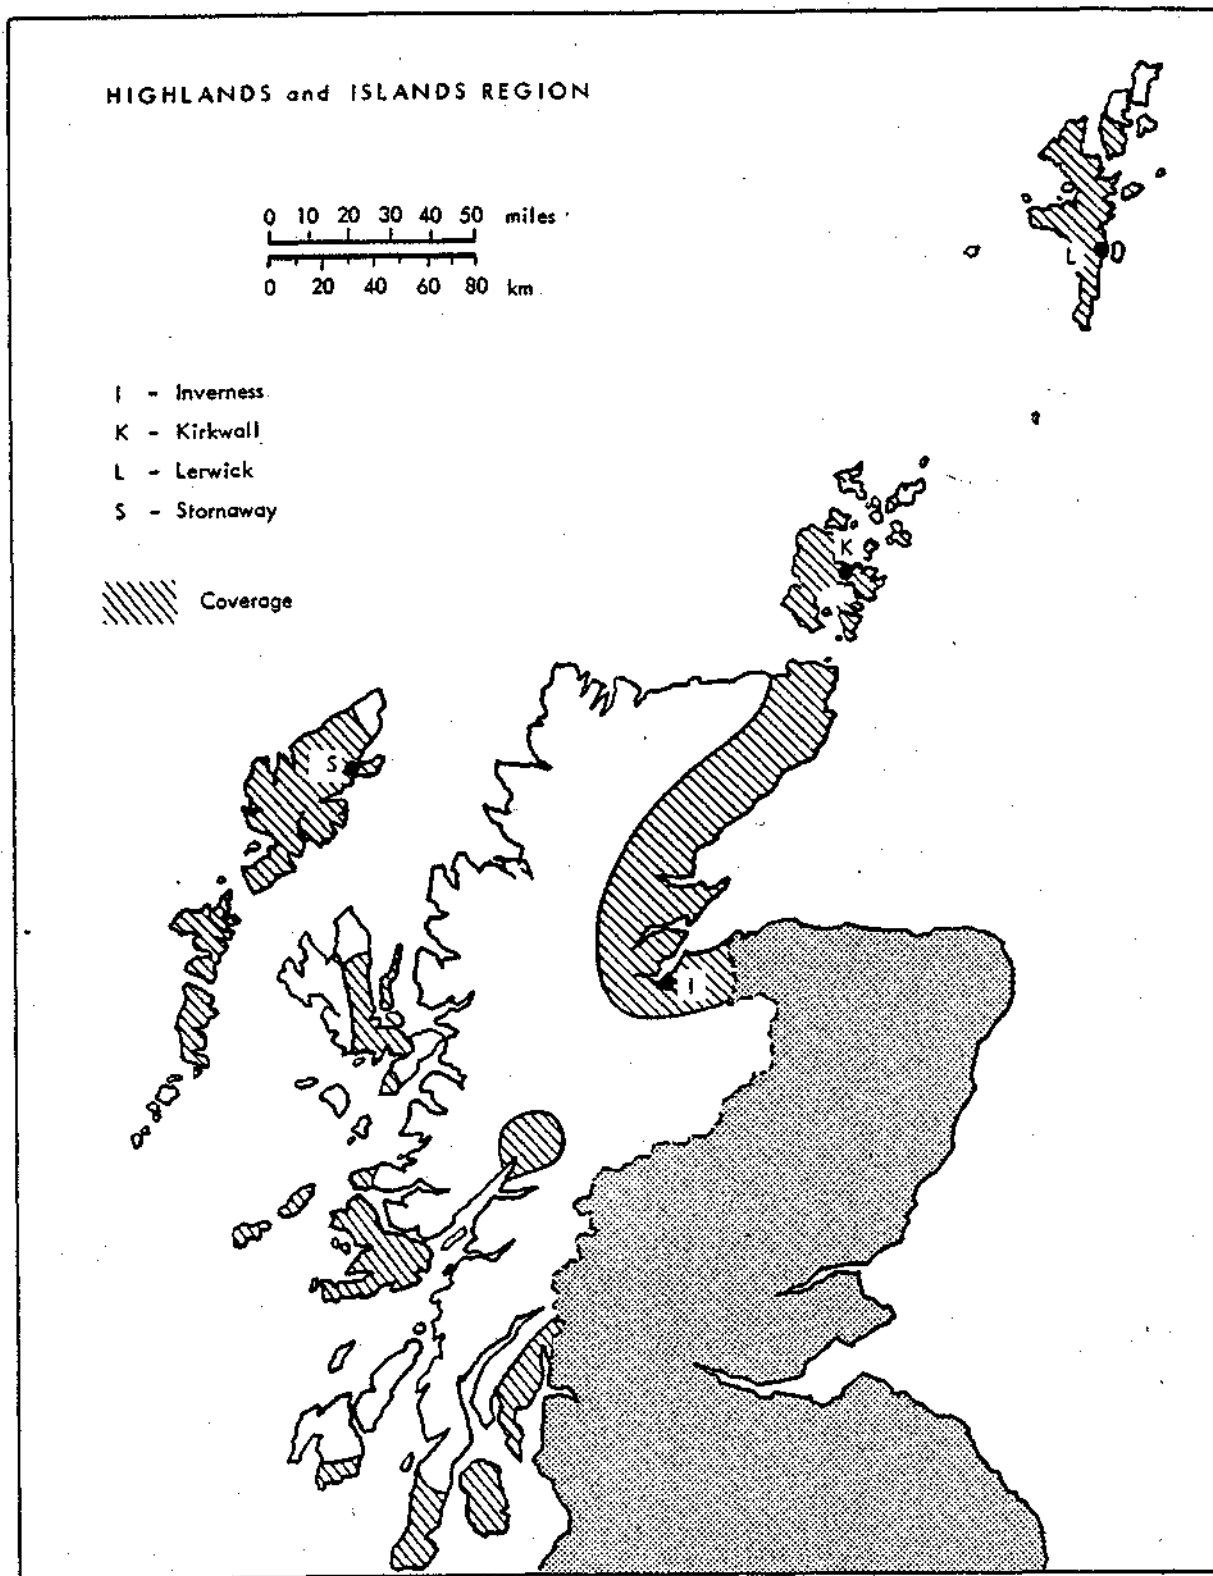 HIGHLANDS and ISLANDS REGION
0 10 20 30 40 50 miles
0 20 40 60 80 km
I - Inverness
K - Kirkwall
L - Lerwick
S - Stornaway
Coverage
L
K
S
I